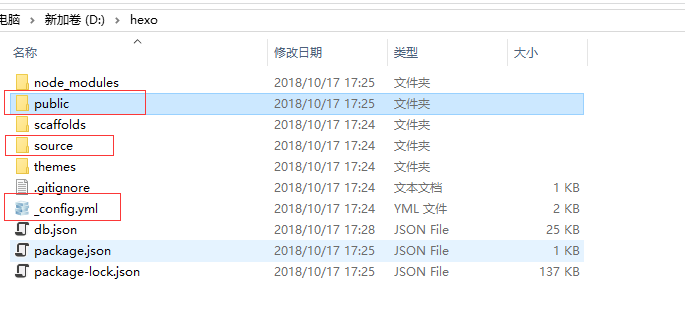 电脑 > 新加卷 (D:) > hexo
名称 修改日期 类型 大小
node_modules 2018/10/17 17:25 文件夹
public 2018/10/17 17:25 文件夹
scaffolds 2018/10/17 17:24 文件夹
source 2018/10/17 17:24 文件夹
themes 2018/10/17 17:24 文件夹
.gitignore 2018/10/17 17:24 文本文档 1 KB
_config.yml 2018/10/17 17:24 YML 文件 2 KB
db.json 2018/10/17 17:28 JSON File 25 KB
package.json 2018/10/17 17:25 JSON File 1 KB
package-lock.json 2018/10/17 17:25 JSON File 137 KB